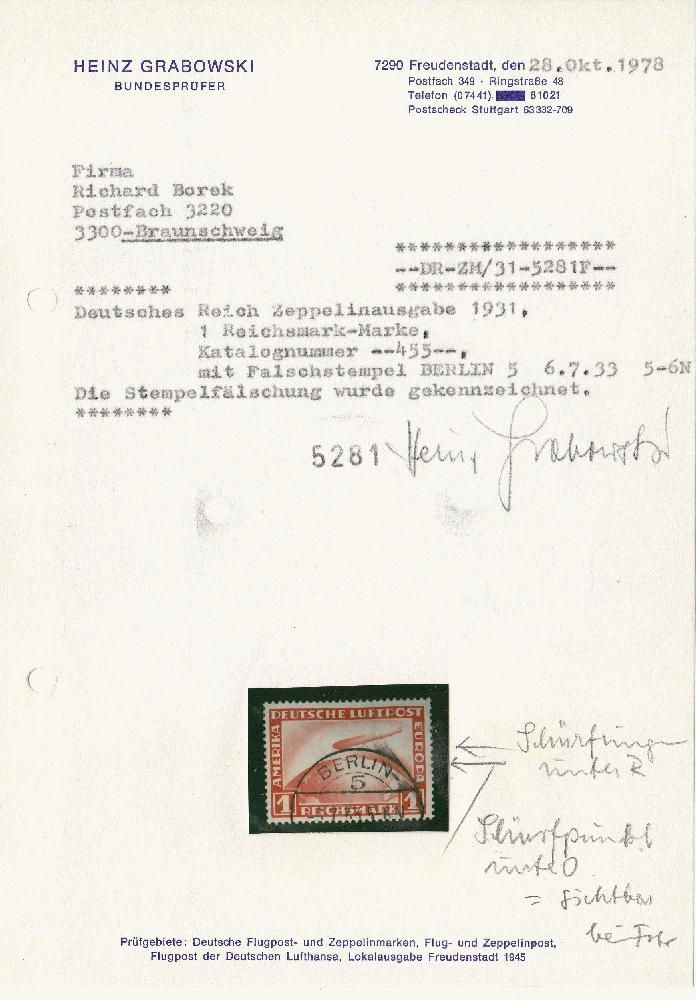 HEINZ GRABOWSKI
BUNDESPRÜFER
7290 Freudenstadt, den 28.Okt.1978
Postfach 349 · Ringstraße 48
Telefon (07441) 81021
Postscheck Stuttgart 63332-709
Firma
Richard Borek
Postfach 3220
3300-Braunschweig
*****************
--DR-ZM/31-5281F--
*****************
********
Deutsches Reich Zeppelinausgabe 1931,
1 Reichsmark-Marke,
Katalognummer --455--,
mit Falschstempel BERLIN 5 6.7.33 5-6N
Die Stempelfälschung wurde gekennzeichnet.
********
5281 Heinz Grabowski
DEUTSCHE LUFTPOST
AMERIKA
EUROPA
BERLIN
5
1 REICHSMARK 1
Schürfungen
unter R
Schürfpunkt
unter O
= sichtbar
bei
Prüfgebiete: Deutsche Flugpost- und Zeppelinmarken, Flug- und Zeppelinpost,
Flugpost der Deutschen Lufthansa, Lokalausgabe Freudenstadt 1945